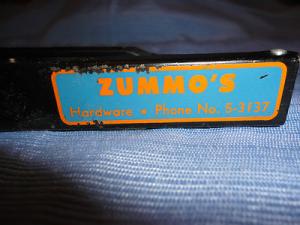 ZUMMO'S
Hardware • Phone No. 5-3137